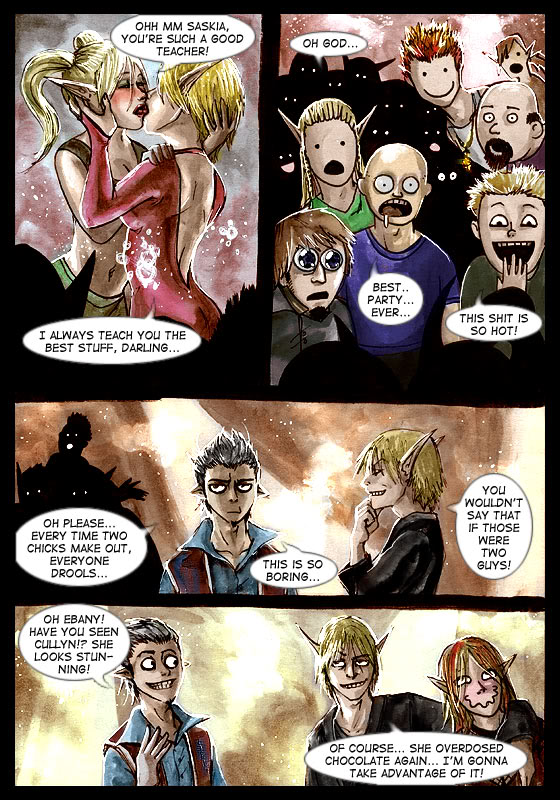 OHH MM SASKIA,
YOU'RE SUCH A GOOD
TEACHER!
I ALWAYS TEACH YOU THE
BEST STUFF, DARLING...
OH GOD...
BEST..
PARTY...
EVER...
THIS SHIT IS
SO HOT!
OH PLEASE...
EVERY TIME TWO
CHICKS MAKE OUT,
EVERYONE
DROOLS...
THIS IS SO
BORING...
YOU
WOULDN'T
SAY THAT
IF THOSE
WERE
TWO
GUYS!
OH EBANY!
HAVE YOU SEEN
CULLYN!? SHE
LOOKS STUN-
NING!
OF COURSE... SHE OVERDOSED
CHOCOLATE AGAIN... I'M GONNA
TAKE ADVANTAGE OF IT!